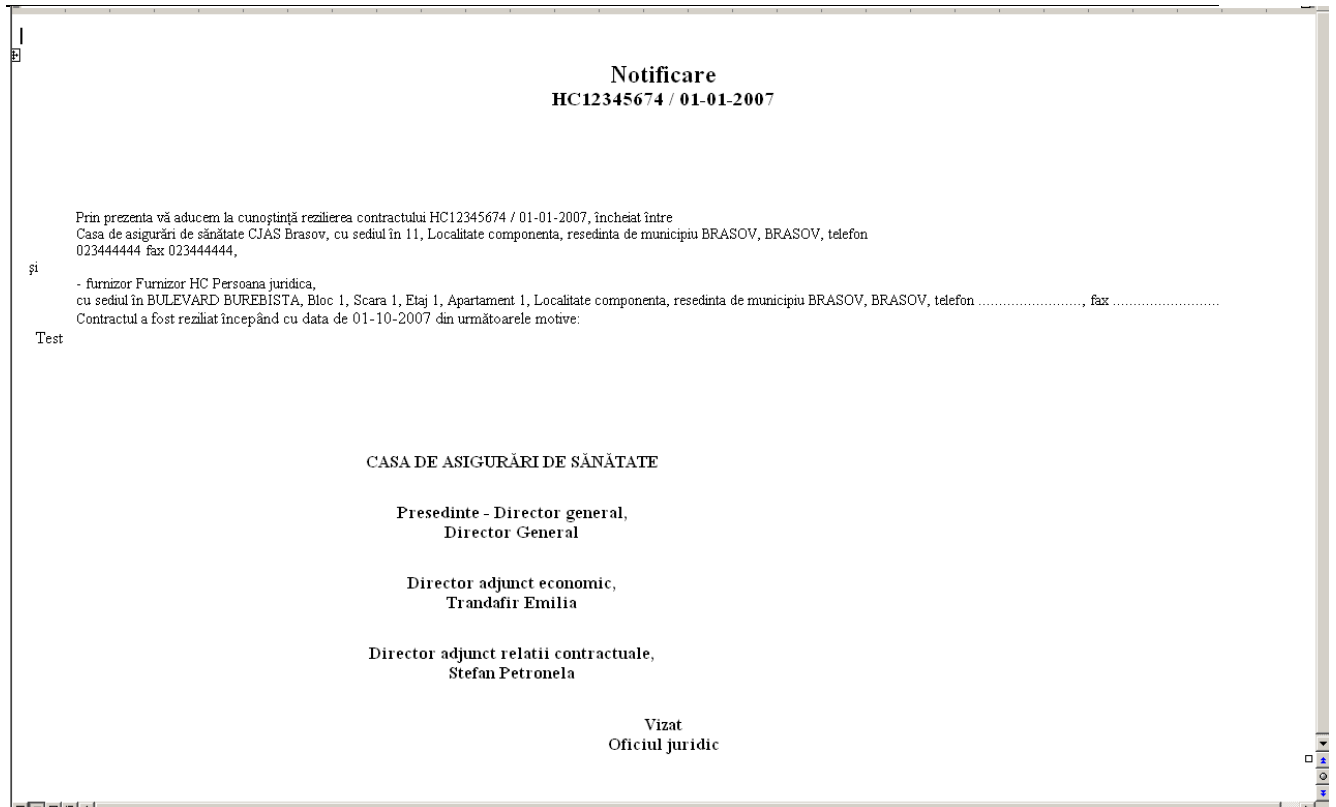 Notificare
HC12345674 / 01-01-2007
Prin prezenta vă aducem la cunoştinţă rezilierea contractului HC12345674 / 01-01-2007, încheiat între
Casa de asigurări de sănătate CJAS Brasov, cu sediul în 11, Localitate componenta, resedinta de municipiu BRASOV, BRASOV, telefon
023444444 fax 023444444,
şi
- furnizor Furnizor HC Persoana juridica,
cu sediul în BULEVARD BUREBISTA, Bloc 1, Scara 1, Etaj 1, Apartament 1, Localitate componenta, resedinta de municipiu BRASOV, BRASOV, telefon ........................., fax ..........................
Contractul a fost reziliat începând cu data de 01-10-2007 din următoarele motive:
Test
CASA DE ASIGURĂRI DE SĂNĂTATE
Presedinte - Director general,
Director General
Director adjunct economic,
Trandafir Emilia
Director adjunct relatii contractuale,
Stefan Petronela
Vizat
Oficiul juridic